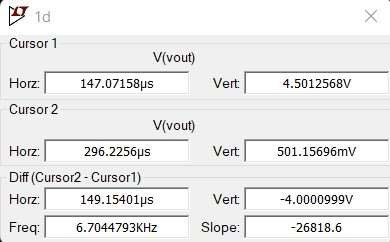 1d
Cursor 1
V(vout)
Horz: 147.07158µs Vert: 4.5012568V
Cursor 2
V(vout)
Horz: 296.2256µs Vert: 501.15696mV
Diff (Cursor2 - Cursor1)
Horz: 149.15401µs Vert: -4.0000999V
Freq: 6.7044793KHz Slope: -26818.6